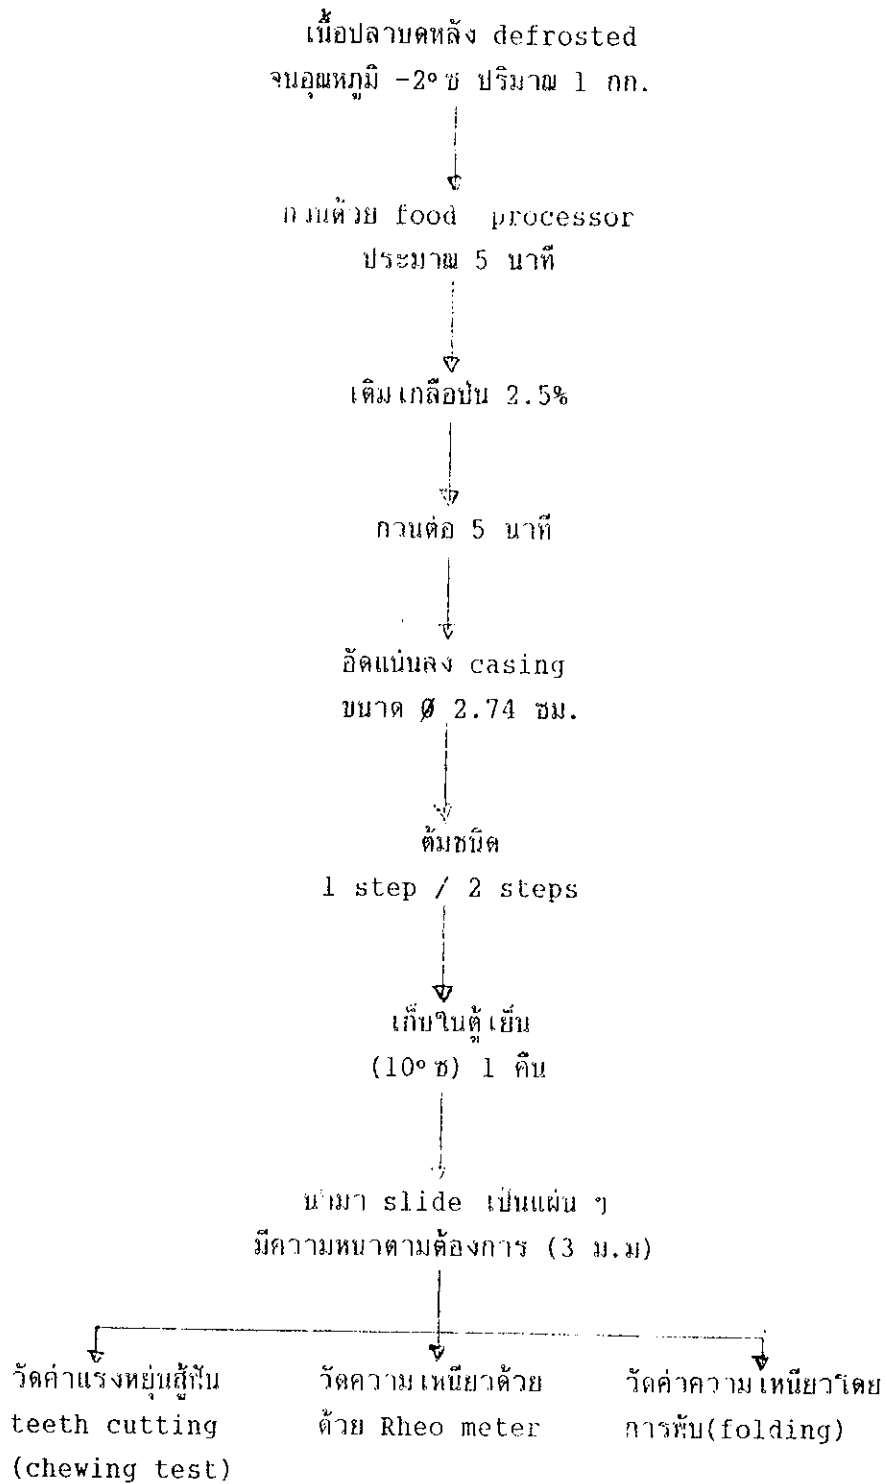 เนื้อปลาบดหลัง defrosted
จนอุณหภูมิ -2° ซ ปริมาณ 1 กก.
กวนด้วย food processor
ประมาณ 5 นาที
เติมเกลือป่น 2.5%
กวนต่อ 5 นาที
อัดแน่นลง casing
ขนาด Ø 2.74 ซม.
ต้มชนิด
1 step / 2 steps
เก็บในตู้เย็น
(10° ซ) 1 คืน
นำมา slide เป็นแผ่น ๆ
มีความหนาตามต้องการ (3 ม.ม)
วัดค่าแรงหยุ่นสู้ฟัน
teeth cutting
(chewing test)
วัดความเหนียวด้วย
ด้วย Rheo meter
วัดค่าความเหนียวโดย
การพับ(folding)